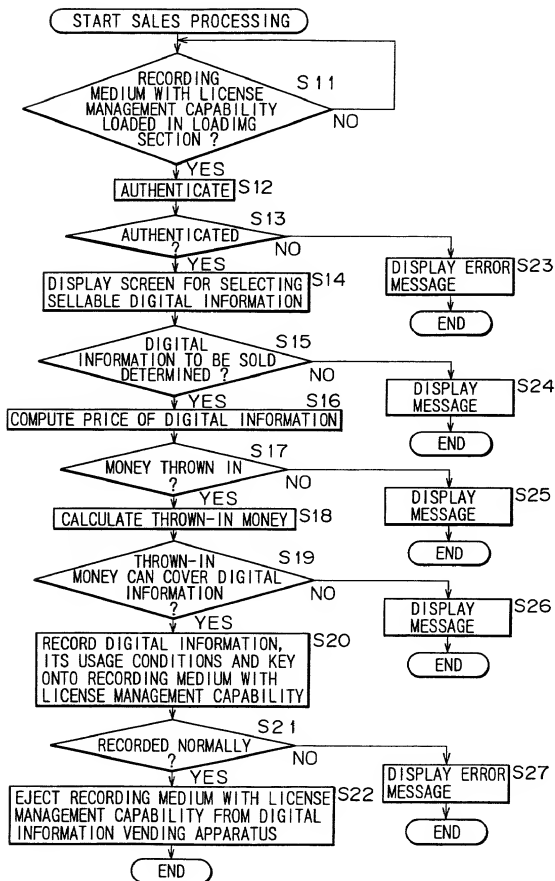 START SALES PROCESSING
RECORDING
MEDIUM WITH LICENSE
MANAGEMENT CAPABILITY
LOADED IN LOADIMG
SECTION ?
S11
NO
YES
AUTHENTICATE
S12
AUTHENTICATED
?
S13
NO
YES
DISPLAY SCREEN FOR SELECTING
SELLABLE DIGITAL INFORMATION
S14
DISPLAY ERROR
MESSAGE
S23
END
DIGITAL
INFORMATION TO BE SOLD
DETERMINED ?
S15
NO
YES
DISPLAY
MESSAGE
S24
END
COMPUTE PRICE OF DIGITAL INFORMATION
S16
MONEY THROWN IN
?
S17
NO
YES
DISPLAY
MESSAGE
S25
END
CALCULATE THROWN-IN MONEY
S18
THROWN-IN
MONEY CAN COVER DIGITAL
INFORMATION
?
S19
NO
YES
DISPLAY
MESSAGE
S26
END
RECORD DIGITAL INFORMATION,
ITS USAGE CONDITIONS AND KEY
ONTO RECORDING MEDIUM WITH
LICENSE MANAGEMENT CAPABILITY
S20
RECORDED NORMALLY
?
S21
NO
YES
DISPLAY ERROR
MESSAGE
S27
END
EJECT RECORDING MEDIUM WITH LICENSE
MANAGEMENT CAPABILITY FROM DIGITAL
INFORMATION VENDING APPARATUS
S22
END